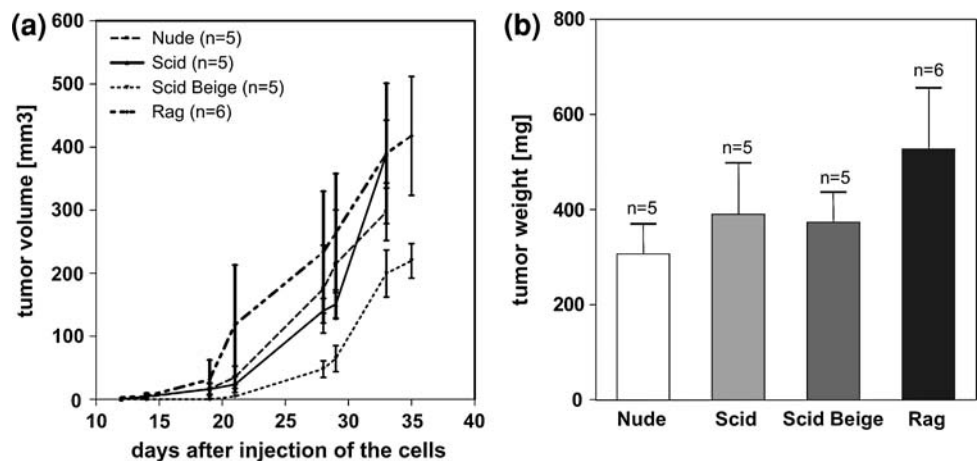 (a)
Nude (n=5)
Scid (n=5)
Scid Beige (n=5)
Rag (n=6)
tumor volume [mm3]
600
500
400
300
200
100
0
10 15 20 25 30 35 40
days after injection of the cells
(b)
tumor weight [mg]
800
600
400
200
0
n=5
n=5
n=5
n=6
Nude Scid Scid Beige Rag